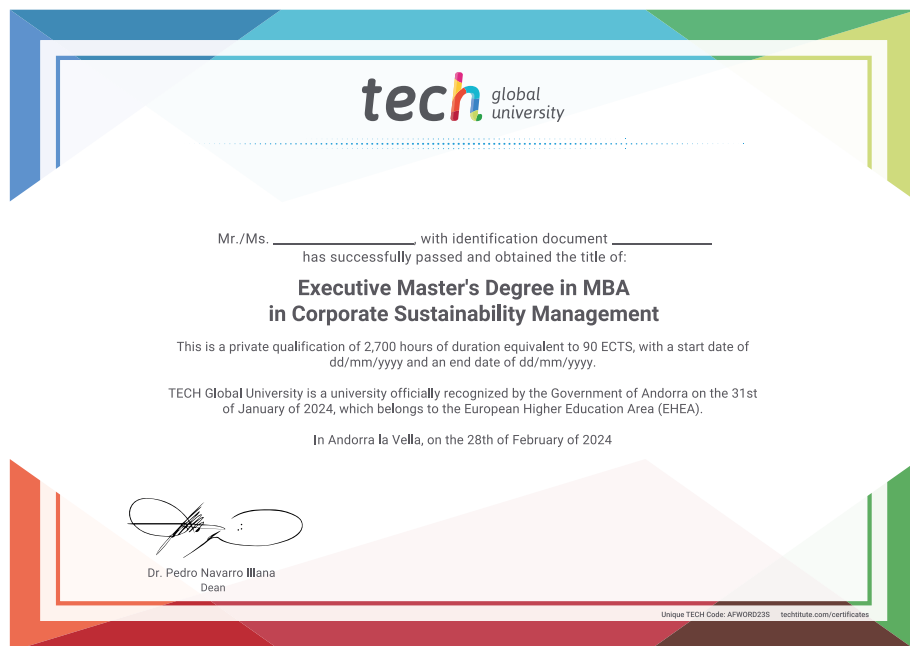 tech global university
Mr./Ms. ____________, with identification document ____________
has successfully passed and obtained the title of:
Executive Master's Degree in MBA
in Corporate Sustainability Management
This is a private qualification of 2,700 hours of duration equivalent to 90 ECTS, with a start date of
dd/mm/yyyy and an end date of dd/mm/yyyy.
TECH Global University is a university officially recognized by the Government of Andorra on the 31st
of January of 2024, which belongs to the European Higher Education Area (EHEA).
In Andorra la Vella, on the 28th of February of 2024
Dr. Pedro Navarro Illana
Dean
Unique TECH Code: AFWORD23S techtitute.com/certificates